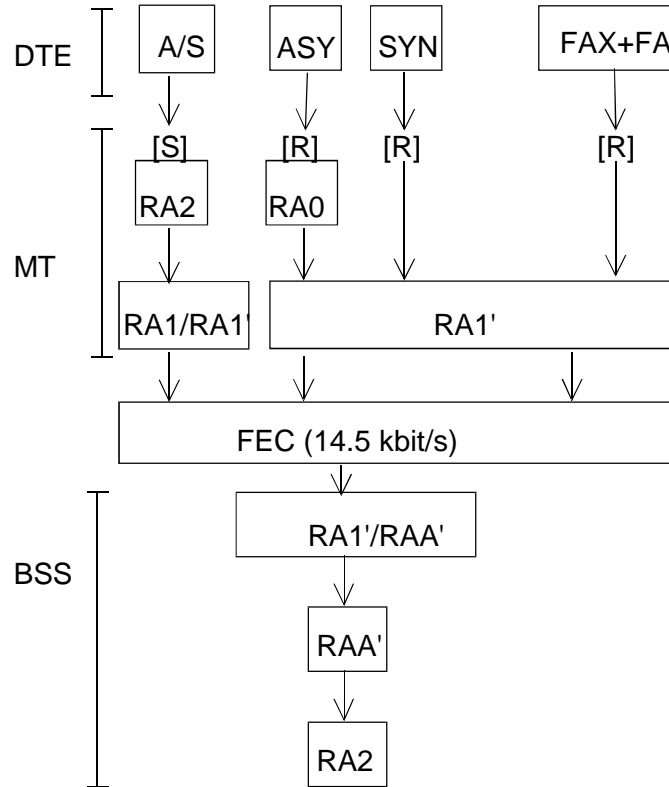 DTE A/S ASY SYN FAX+FA
[S] [R] [R] [R]
RA2 RA0
MT
RA1/RA1' RA1'
FEC (14.5 kbit/s)
RA1'/RAA'
BSS
RAA'
RA2